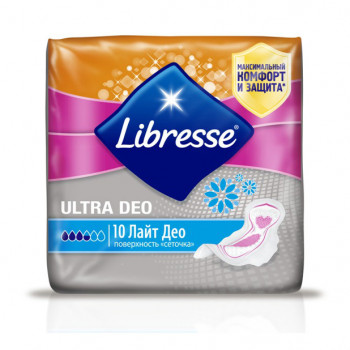 МАКСИМАЛЬНЫЙ
КОМФОРТ
И ЗАЩИТА*
Libresse®
ULTRA DEO
10 Лайт Део
поверхность «сеточка»